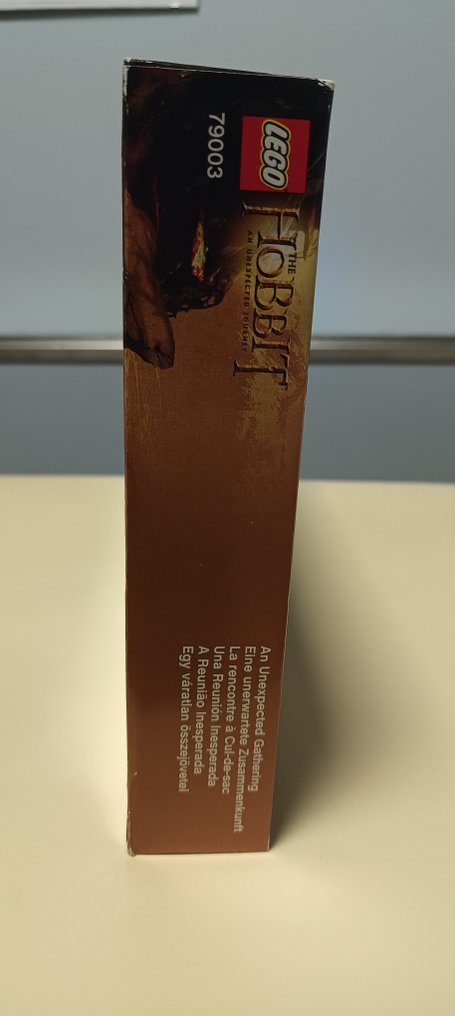 LEGO
79003
THE
HOBBIT
AN UNEXPECTED JOURNEY
An Unexpected Gathering
Eine unerwartete Zusammenkunft
La rencontre à Cul-de-sac
Una Reunión Inesperada
A Reunião Inesperada
Egy váratlan összejövetel